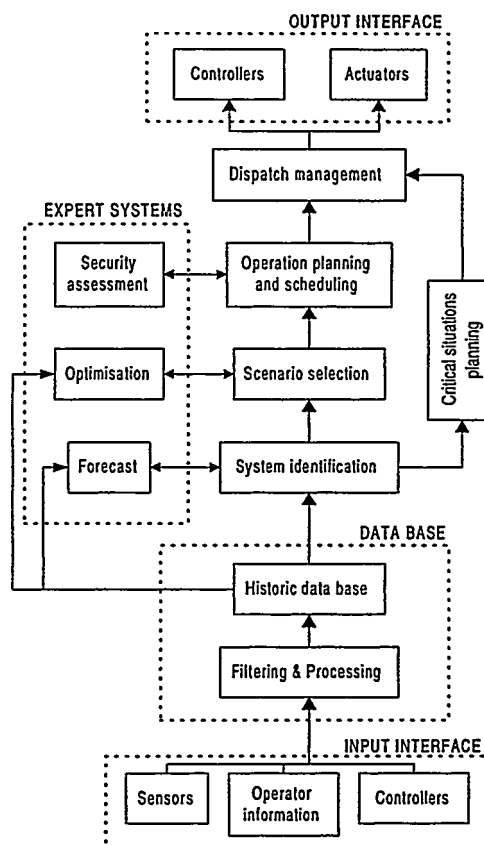 OUTPUT INTERFACE
Controllers
Actuators
Dispatch management
EXPERT SYSTEMS
Security
assessment
Operation planning
and scheduling
Critical situations
planning
Optimisation
Scenario selection
Forecast
System identification
DATA BASE
Historic data base
Filtering & Processing
INPUT INTERFACE
Sensors
Operator
information
Controllers